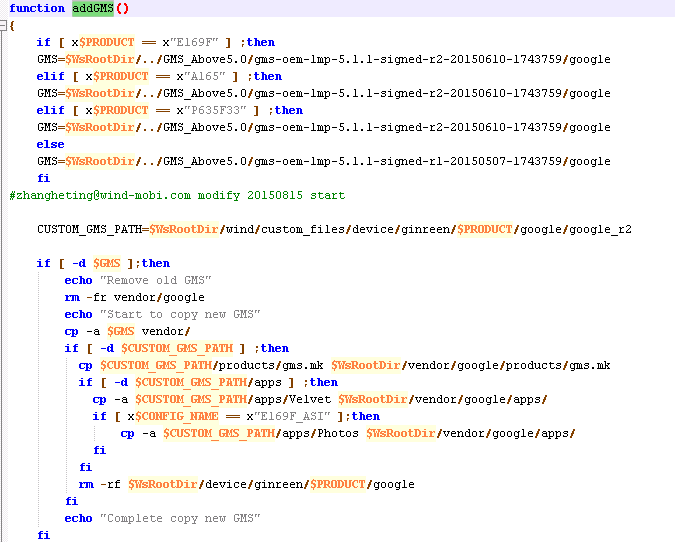 function addGMS()
{
if [ x$PRODUCT == x"E169F" ] ;then
GMS=$WsRootDir/../GMS_Above5.0/gms-oem-lmp-5.1.1-signed-r2-20150610-1743759/google
elif [ x$PRODUCT == x"A165" ] ;then
GMS=$WsRootDir/../GMS_Above5.0/gms-oem-lmp-5.1.1-signed-r2-20150610-1743759/google
elif [ x$PRODUCT == x"P635F33" ] ;then
GMS=$WsRootDir/../GMS_Above5.0/gms-oem-lmp-5.1.1-signed-r2-20150610-1743759/google
else
GMS=$WsRootDir/../GMS_Above5.0/gms-oem-lmp-5.1.1-signed-r1-20150507-1743759/google
fi
#zhangheting@wind-mobi.com modify 20150815 start
CUSTOM_GMS_PATH=$WsRootDir/wind/custom_files/device/ginreen/$PRODUCT/google/google_r2
if [ -d $GMS ];then
echo "Remove old GMS"
rm -fr vendor/google
echo "Start to copy new GMS"
cp -a $GMS vendor/
if [ -d $CUSTOM_GMS_PATH ] ;then
cp $CUSTOM_GMS_PATH/products/gms.mk $WsRootDir/vendor/google/products/gms.mk
if [ -d $CUSTOM_GMS_PATH/apps ] ;then
cp -a $CUSTOM_GMS_PATH/apps/Velvet $WsRootDir/vendor/google/apps/
if [ x$CONFIG_NAME == x"E169F_ASI" ];then
cp -a $CUSTOM_GMS_PATH/apps/Photos $WsRootDir/vendor/google/apps/
fi
fi
rm -rf $WsRootDir/device/ginreen/$PRODUCT/google
fi
echo "Complete copy new GMS"
fi